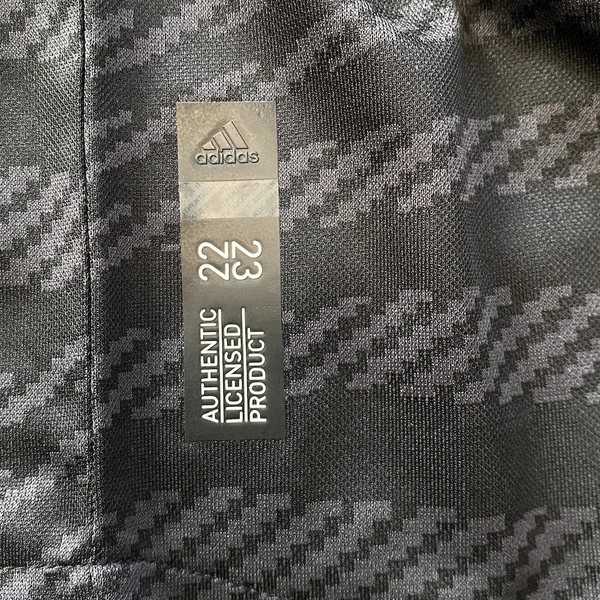 adidas
22
23
AUTHENTIC
LICENSED
PRODUCT